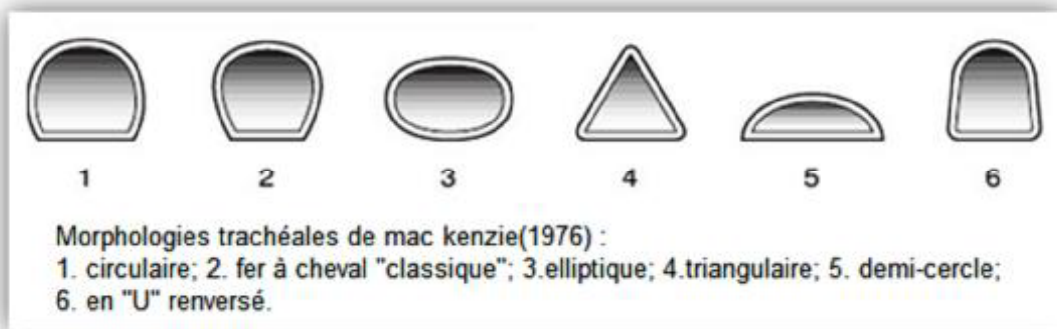 1 2 3 4 5 6
Morphologies trachéales de mac kenzie(1976) :
1. circulaire; 2. fer à cheval "classique"; 3.elliptique; 4.triangulaire; 5. demi-cercle;
6. en "U" renversé.